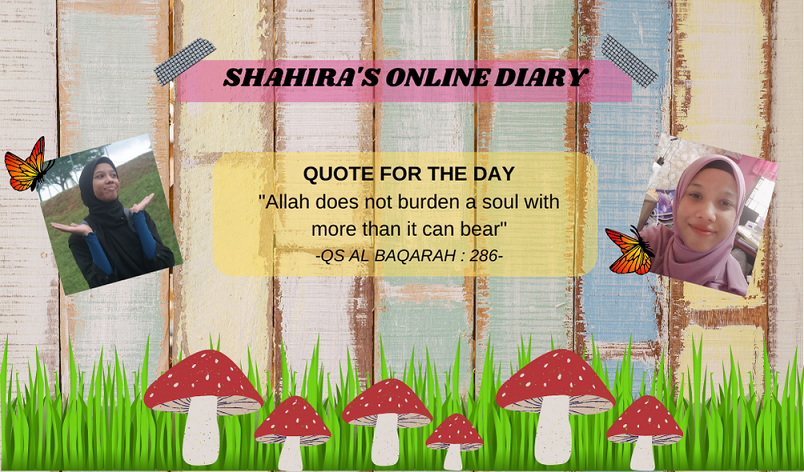 SHAHIRA'S ONLINE DIARY
QUOTE FOR THE DAY
"Allah does not burden a soul with
more than it can bear"
-QS AL BAQARAH : 286-